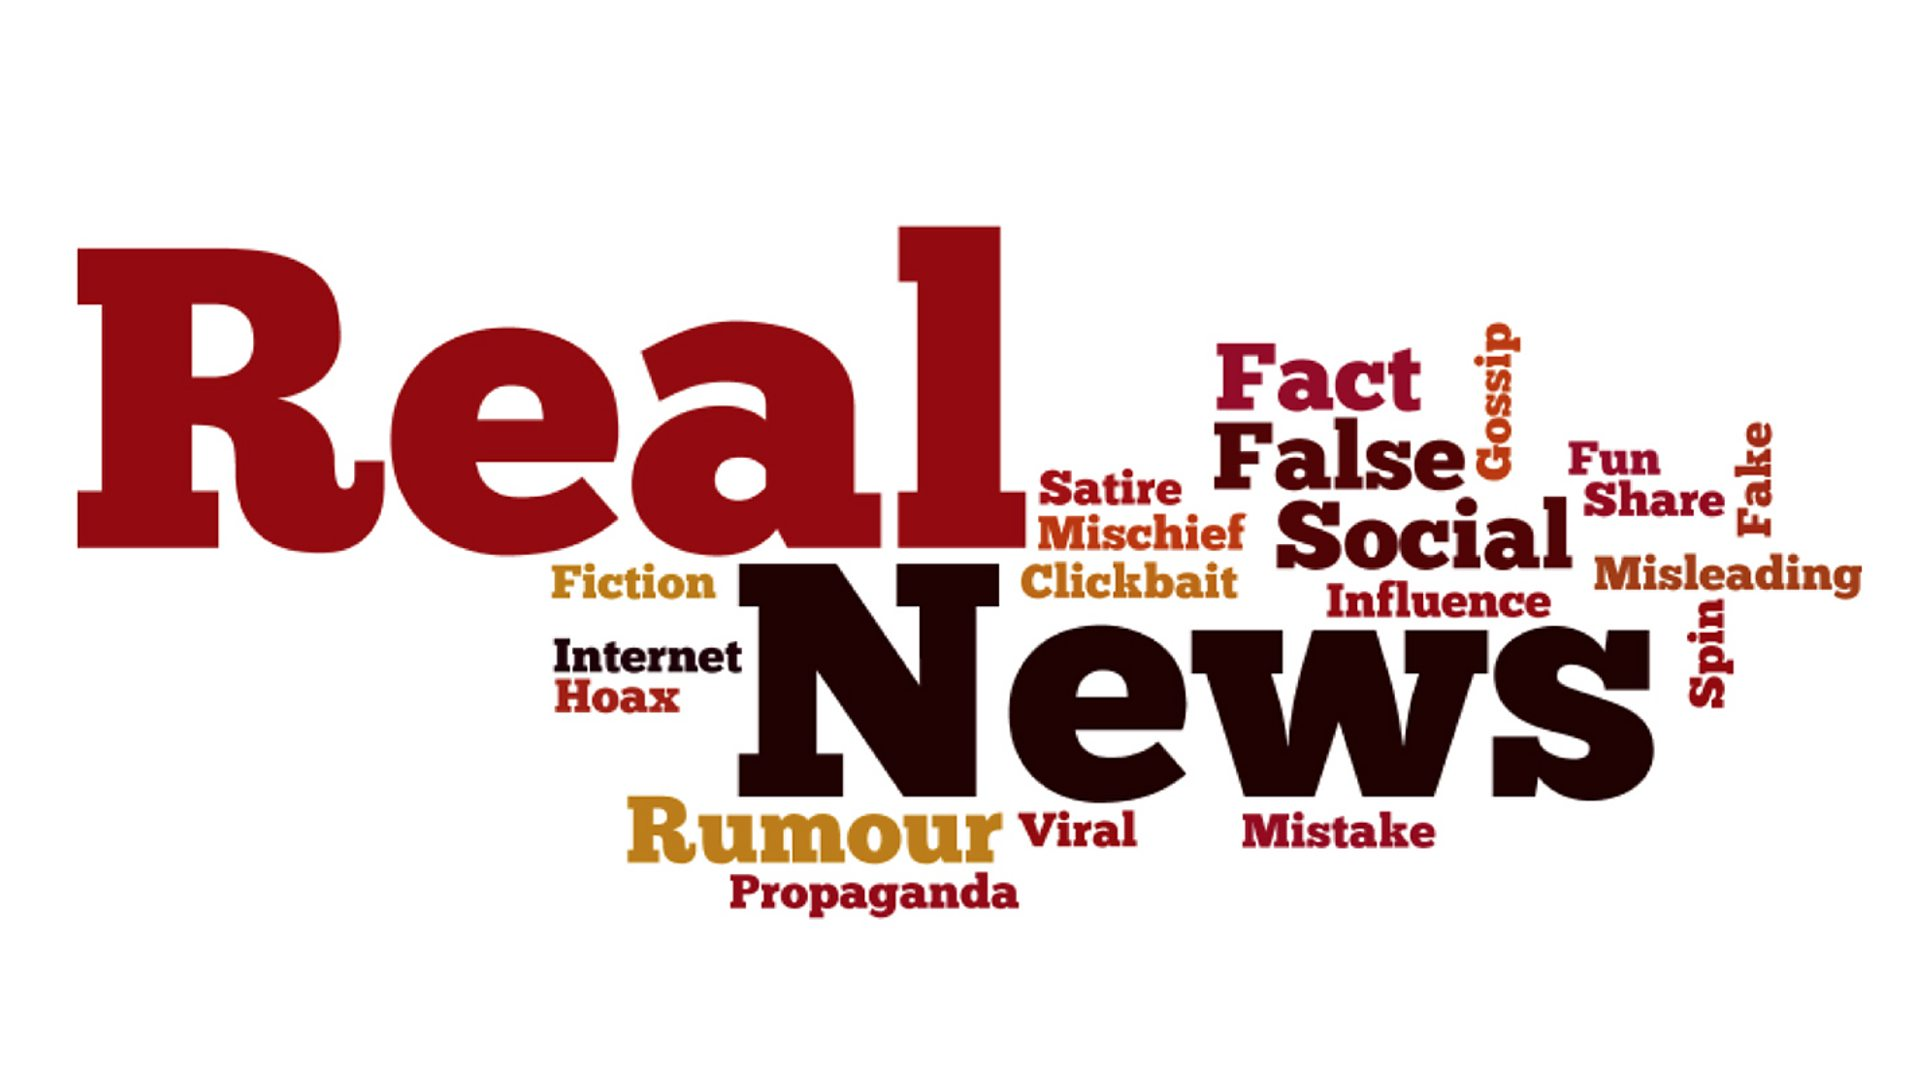 Real
Fact
Gossip
False
Fun
Fake
Satire
Share
Mischief
Social
Fiction
Clickbait
Misleading
Influence
News
Internet
Spin
Hoax
Rumour
Viral
Mistake
Propaganda